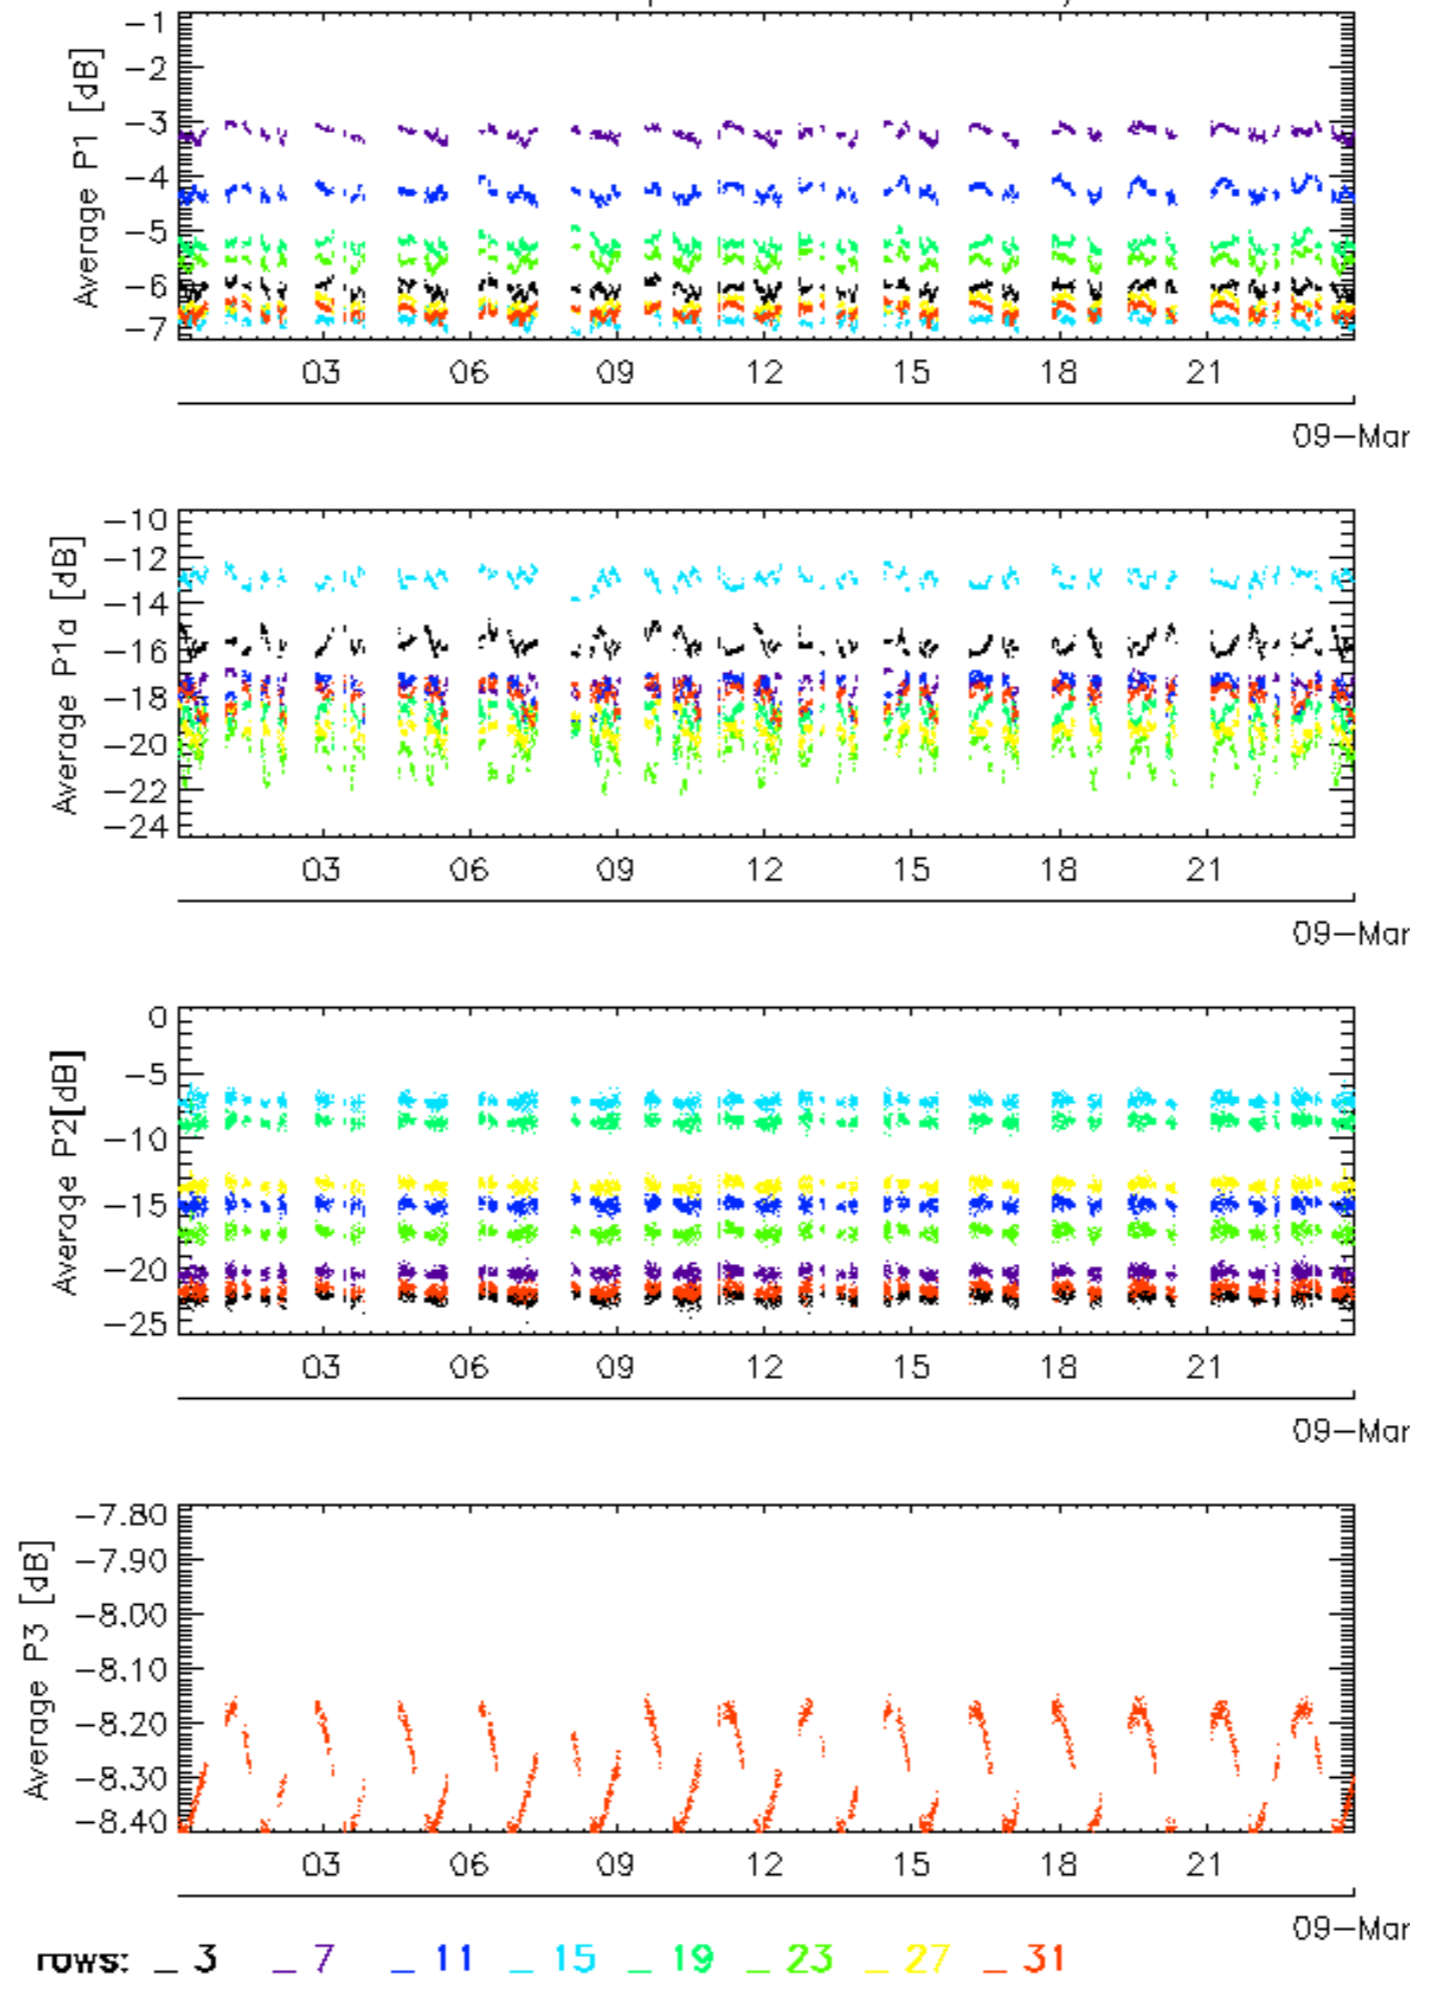 Average P1 [dB]
-1
-2
-3
-4
-5
-6
-7
03 06 09 12 15 18 21
09-Mar
Average P1a [dB]
-10
-12
-14
-16
-18
-20
-22
-24
03 06 09 12 15 18 21
09-Mar
Average P2[dB]
0
-5
-10
-15
-20
-25
03 06 09 12 15 18 21
09-Mar
Average P3 [dB]
-7.80
-7.90
-8.00
-8.10
-8.20
-8.30
-8.40
03 06 09 12 15 18 21
09-Mar
rows: _ 3 _ 7 _ 11 _ 15 _ 19 _ 23 _ 27 _ 31